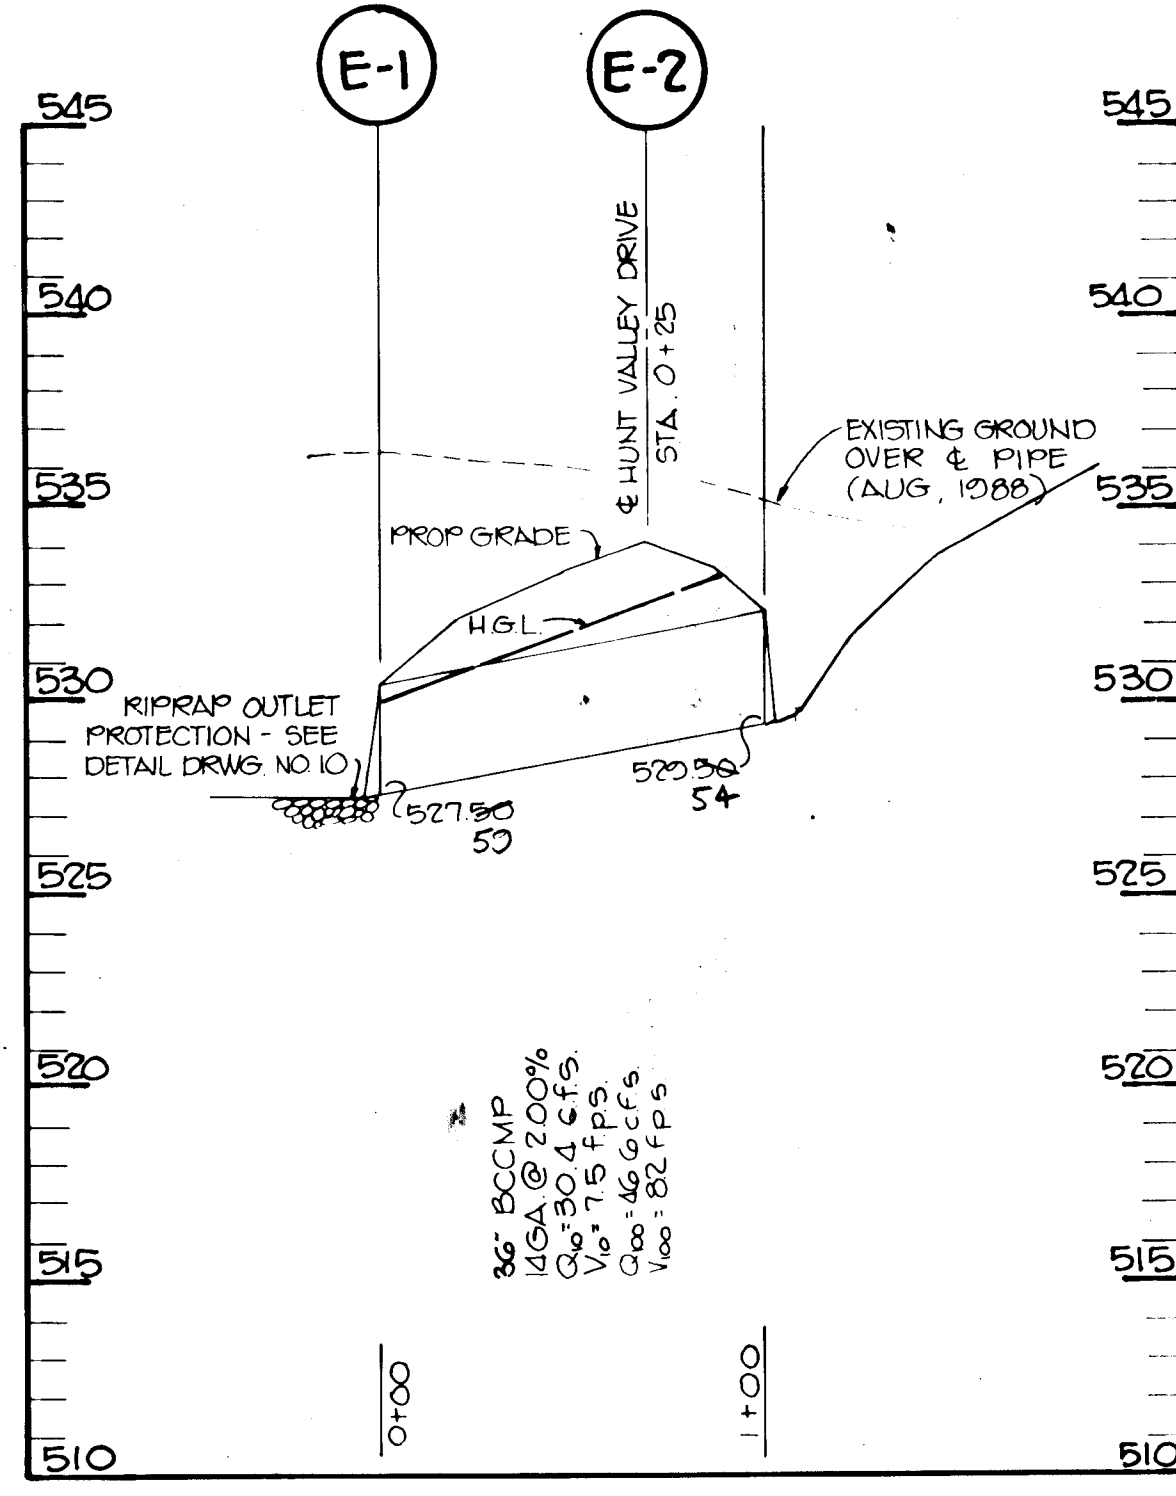 E-1
E-2
545
545
540
540
535
535
530
530
525
525
520
520
515
515
510
510
℄ HUNT VALLEY DRIVE
STA. 0+25
EXISTING GROUND
OVER ℄ PIPE
(AUG, 1988)
PROP GRADE
H.G.L.
RIPRAP OUTLET
PROTECTION - SEE
DETAIL DRWG. NO. 10
527.50
59
529.50
54
36" BCCMP
14GA. @ 2.00%
Q10 = 30.4 c.f.s.
V10 = 7.5 f.p.s.
Q100 = 46.6 c.f.s.
V100 = 8.2 f.p.s.
0+00
1+00